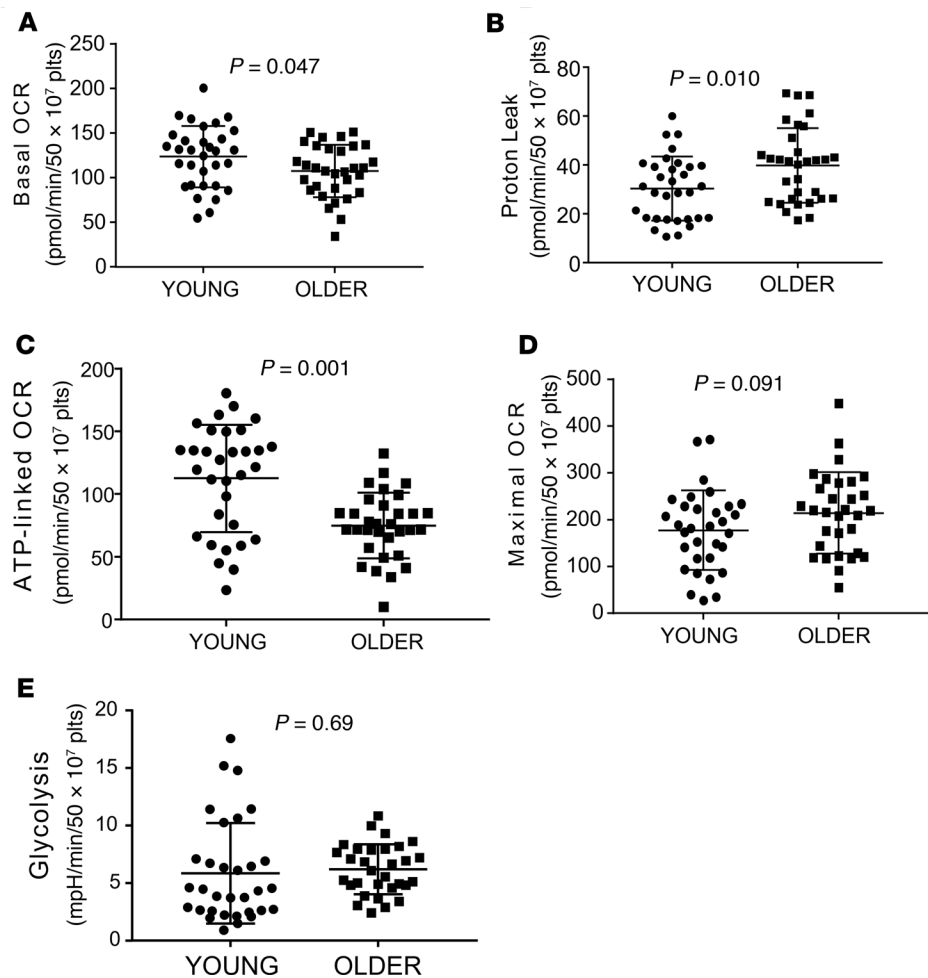 A
Basal OCR
(pmol/min/50 × 10⁷ plts)
250
200
150
100
50
0
P = 0.047
YOUNG
OLDER
B
Proton Leak
(pmol/min/50 × 10⁷ plts)
80
60
40
20
0
P = 0.010
YOUNG
OLDER
C
ATP-linked OCR
(pmol/min/50 × 10⁷ plts)
200
150
100
50
0
P = 0.001
YOUNG
OLDER
D
Maximal OCR
(pmol/min/50 × 10⁷ plts)
500
400
300
200
100
0
P = 0.091
YOUNG
OLDER
E
Glycolysis
(mpH/min/50 × 10⁷ plts)
20
15
10
5
0
P = 0.69
YOUNG
OLDER